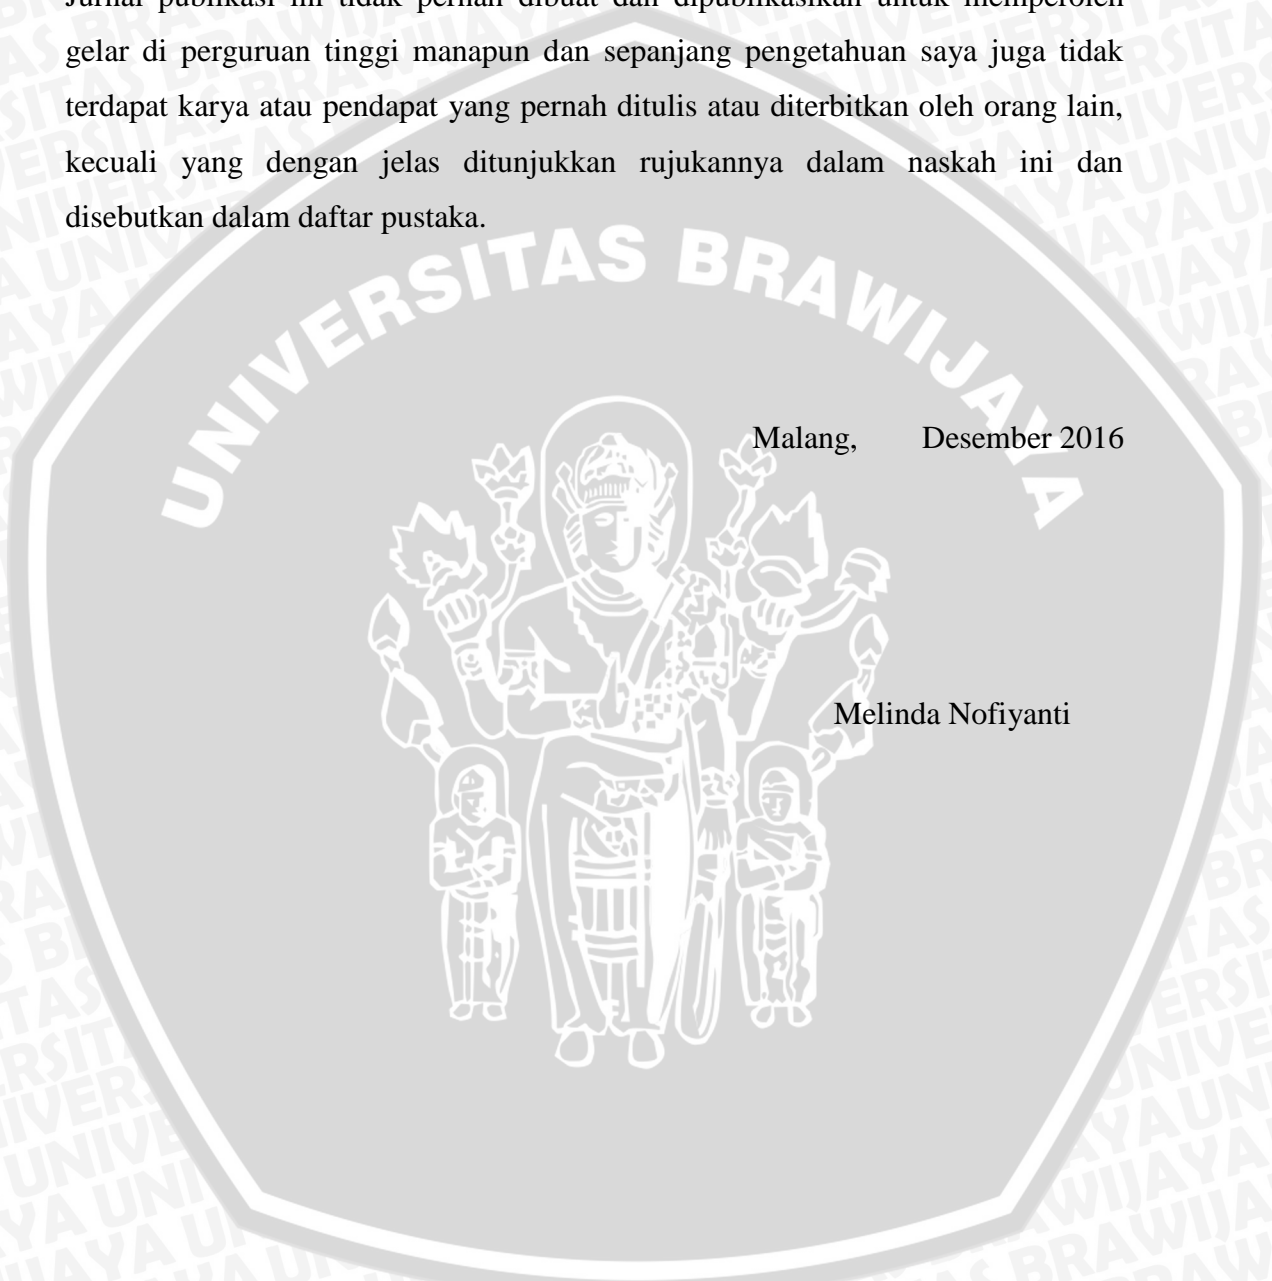 Jurnal publikasi ini tidak pernah dibuat dan dipublikasikan untuk memperoleh
gelar di perguruan tinggi manapun dan sepanjang pengetahuan saya juga tidak
terdapat karya atau pendapat yang pernah ditulis atau diterbitkan oleh orang lain,
kecuali yang dengan jelas ditunjukkan rujukannya dalam naskah ini dan
disebutkan dalam daftar pustaka.
UNIVERSITAS BRAWIJAYA
Malang, Desember 2016
Melinda Nofiyanti